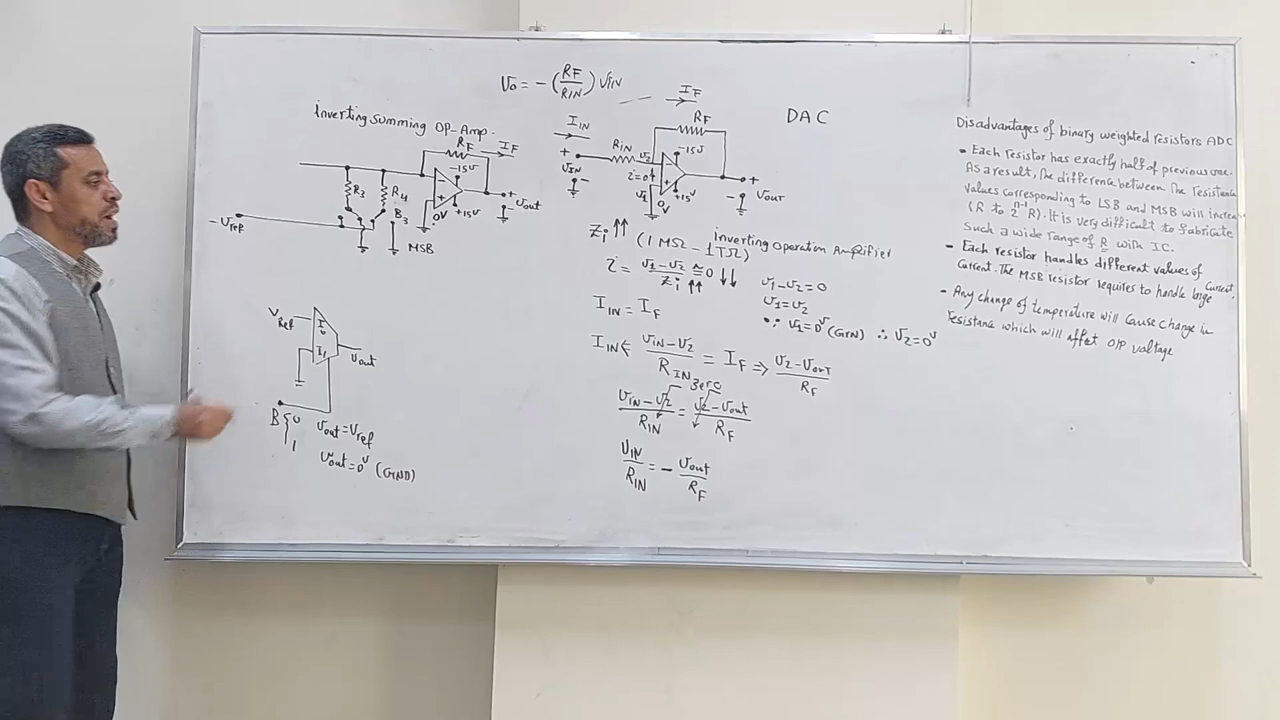 Vo = -(RF/RIN) VIN
Inverting Summing OP-Amp.
RF
IF
-15V
+15V
0V
+
Vout
-
R3
R4
B3
MSB
-Vref
VRef
I0
I1
Vout
B { 0 Vout=Vref
1 Vout=0V (GND)
IF
RF
IIN
RIN
+
VIN
-
V2
-15V
i=0
V1
+15V
0V
+
-
Vout
DAC
Inverting Operation Amplifier
Zi↑↑ (1MΩ - 1TΩ)
i = (V1-V2)/Zi↑↑ ≅ 0 ↓↓
V1-V2=0
V1=V2
∵ V1=0V (GND) ∴ V2=0V
IIN = IF
IIN ⇐ (VIN-V2)/RIN = IF ⇒ (V2-Vout)/RF
Zero
(VIN-V2)/RIN = (V2-Vout)/RF
VIN/RIN = -Vout/RF
Disadvantages of binary weighted resistors ADC
• Each resistor has exactly half of previous one.
As a result, the difference between the resistance
values corresponding to LSB and MSB will increase
(R to 2^n-1 R). It is very difficult to fabricate
such a wide range of R with IC.
• Each resistor handles different values of Current.
Current. The MSB resistor requires to handle large
• Any change of temperature will cause change in
resistance which will affect O/P voltage